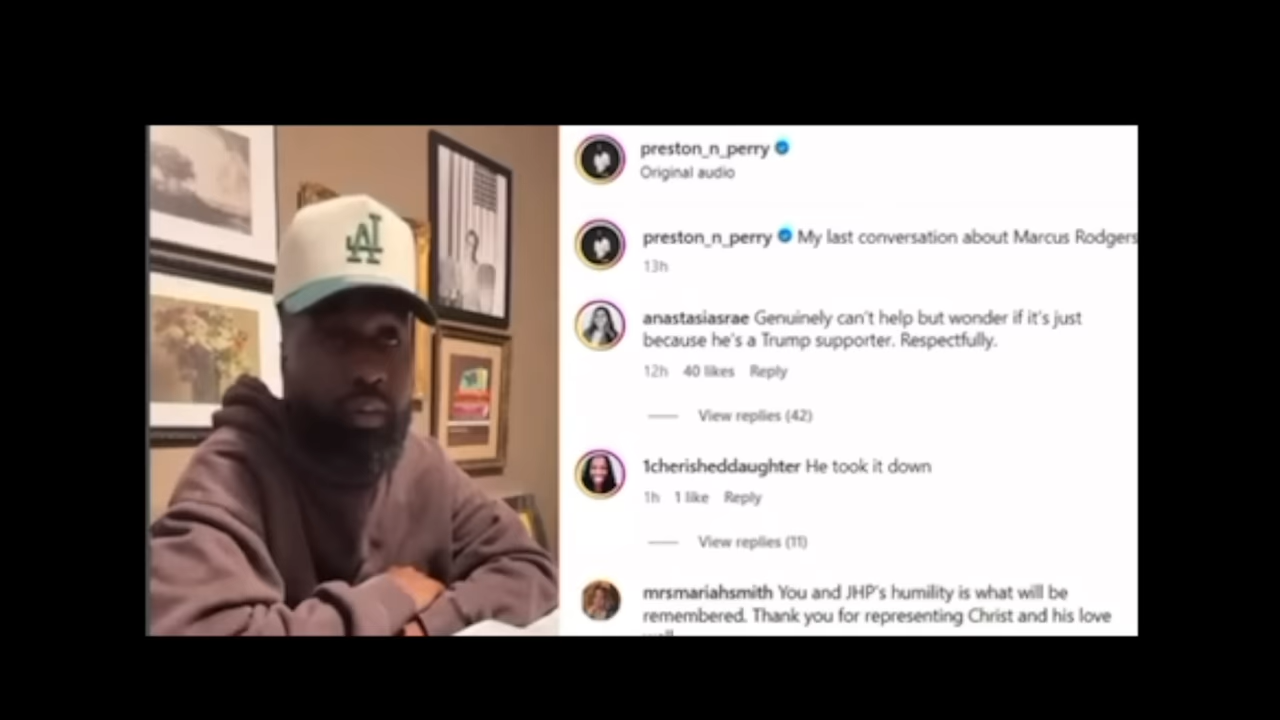 LA
preston_n_perry
Original audio
preston_n_perry My last conversation about Marcus Rodgers
13h
anastasiasrae Genuinely can't help but wonder if it's just
because he's a Trump supporter. Respectfully.
12h 40 likes Reply
View replies (42)
1cherisheddaughter He took it down
1h 1 like Reply
View replies (11)
mrsmariahsmith You and JHP's humility is what will be
remembered. Thank you for representing Christ and his love